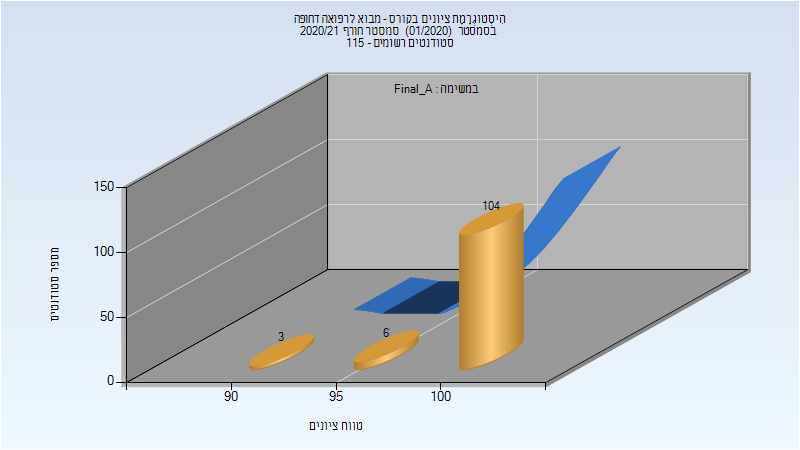 היסטוגרמת ציונים בקורס - מבוא לרפואה דחופה
בסמסטר (01/2020) סמסטר חורף 2020/21
סטודנטים רשומים - 115
במשימה : Final_A
מספר סטודנטים
150
100
50
0
104
3
6
90
95
100
טווח ציונים